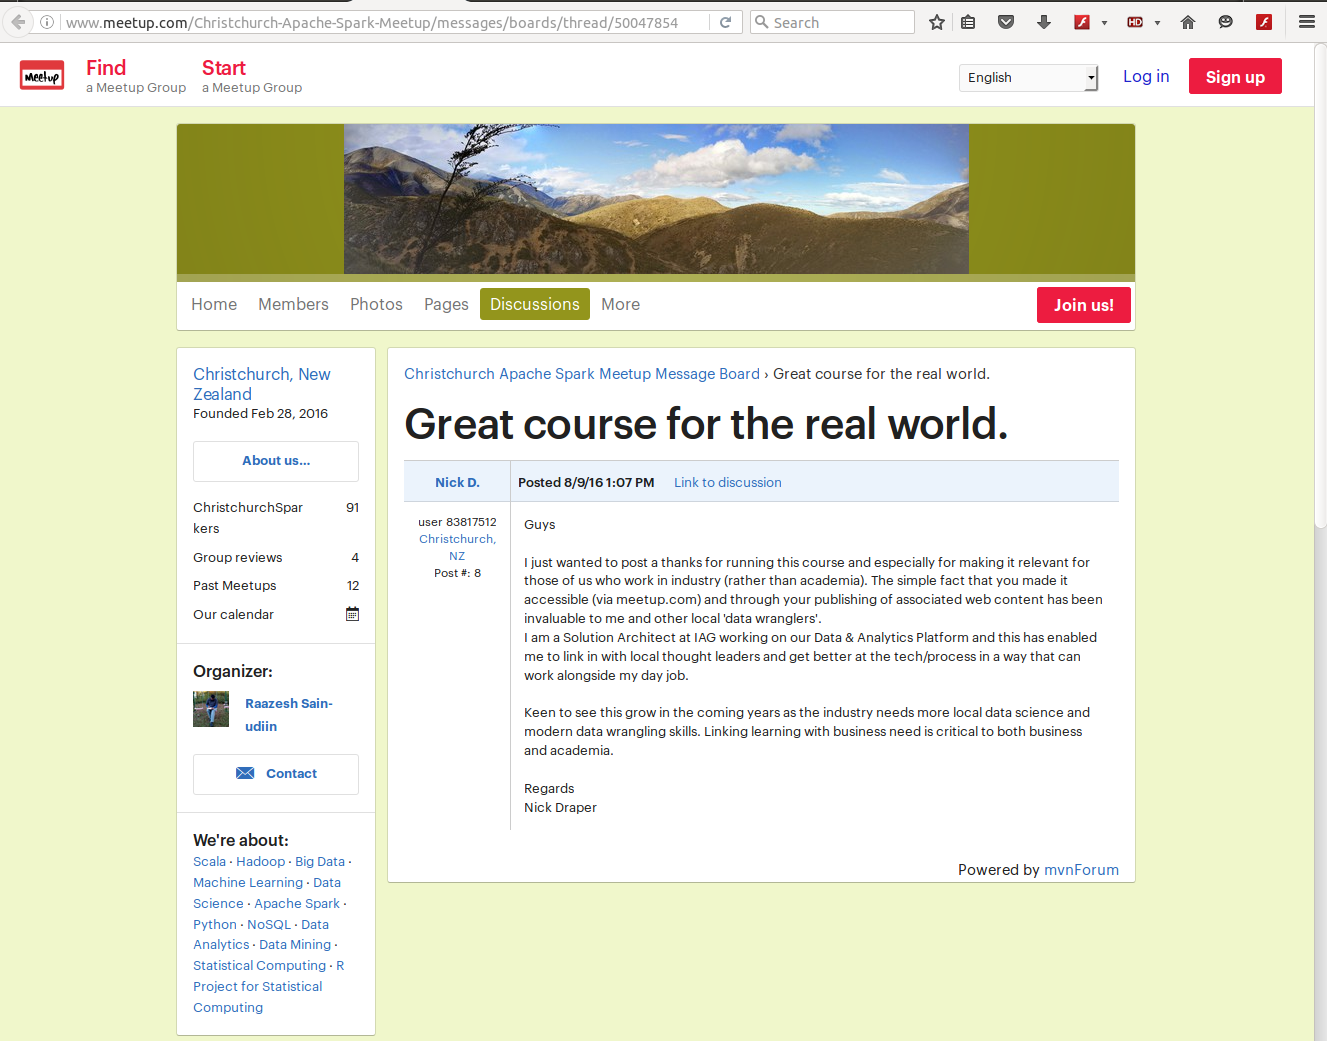 www.meetup.com/Christchurch-Apache-Spark-Meetup/messages/boards/thread/50047854
Search
HD
Meetup
Find
a Meetup Group
Start
a Meetup Group
English
Log in
Sign up
Home
Members
Photos
Pages
Discussions
More
Join us!
Christchurch, New
Zealand
Founded Feb 28, 2016
About us...
ChristchurchSpar
kers
91
Group reviews
4
Past Meetups
12
Our calendar
Organizer:
Raazesh Sain-
udiin
Contact
We're about:
Scala · Hadoop · Big Data ·
Machine Learning · Data
Science · Apache Spark ·
Python · NoSQL · Data
Analytics · Data Mining ·
Statistical Computing · R
Project for Statistical
Computing
Christchurch Apache Spark Meetup Message Board › Great course for the real world.
Great course for the real world.
Nick D.
Posted 8/9/16 1:07 PM
Link to discussion
user 83817512
Christchurch,
NZ
Post #: 8
Guys
I just wanted to post a thanks for running this course and especially for making it relevant for
those of us who work in industry (rather than academia). The simple fact that you made it
accessible (via meetup.com) and through your publishing of associated web content has been
invaluable to me and other local 'data wranglers'.
I am a Solution Architect at IAG working on our Data & Analytics Platform and this has enabled
me to link in with local thought leaders and get better at the tech/process in a way that can
work alongside my day job.
Keen to see this grow in the coming years as the industry needs more local data science and
modern data wrangling skills. Linking learning with business need is critical to both business
and academia.
Regards
Nick Draper
Powered by mvnForum